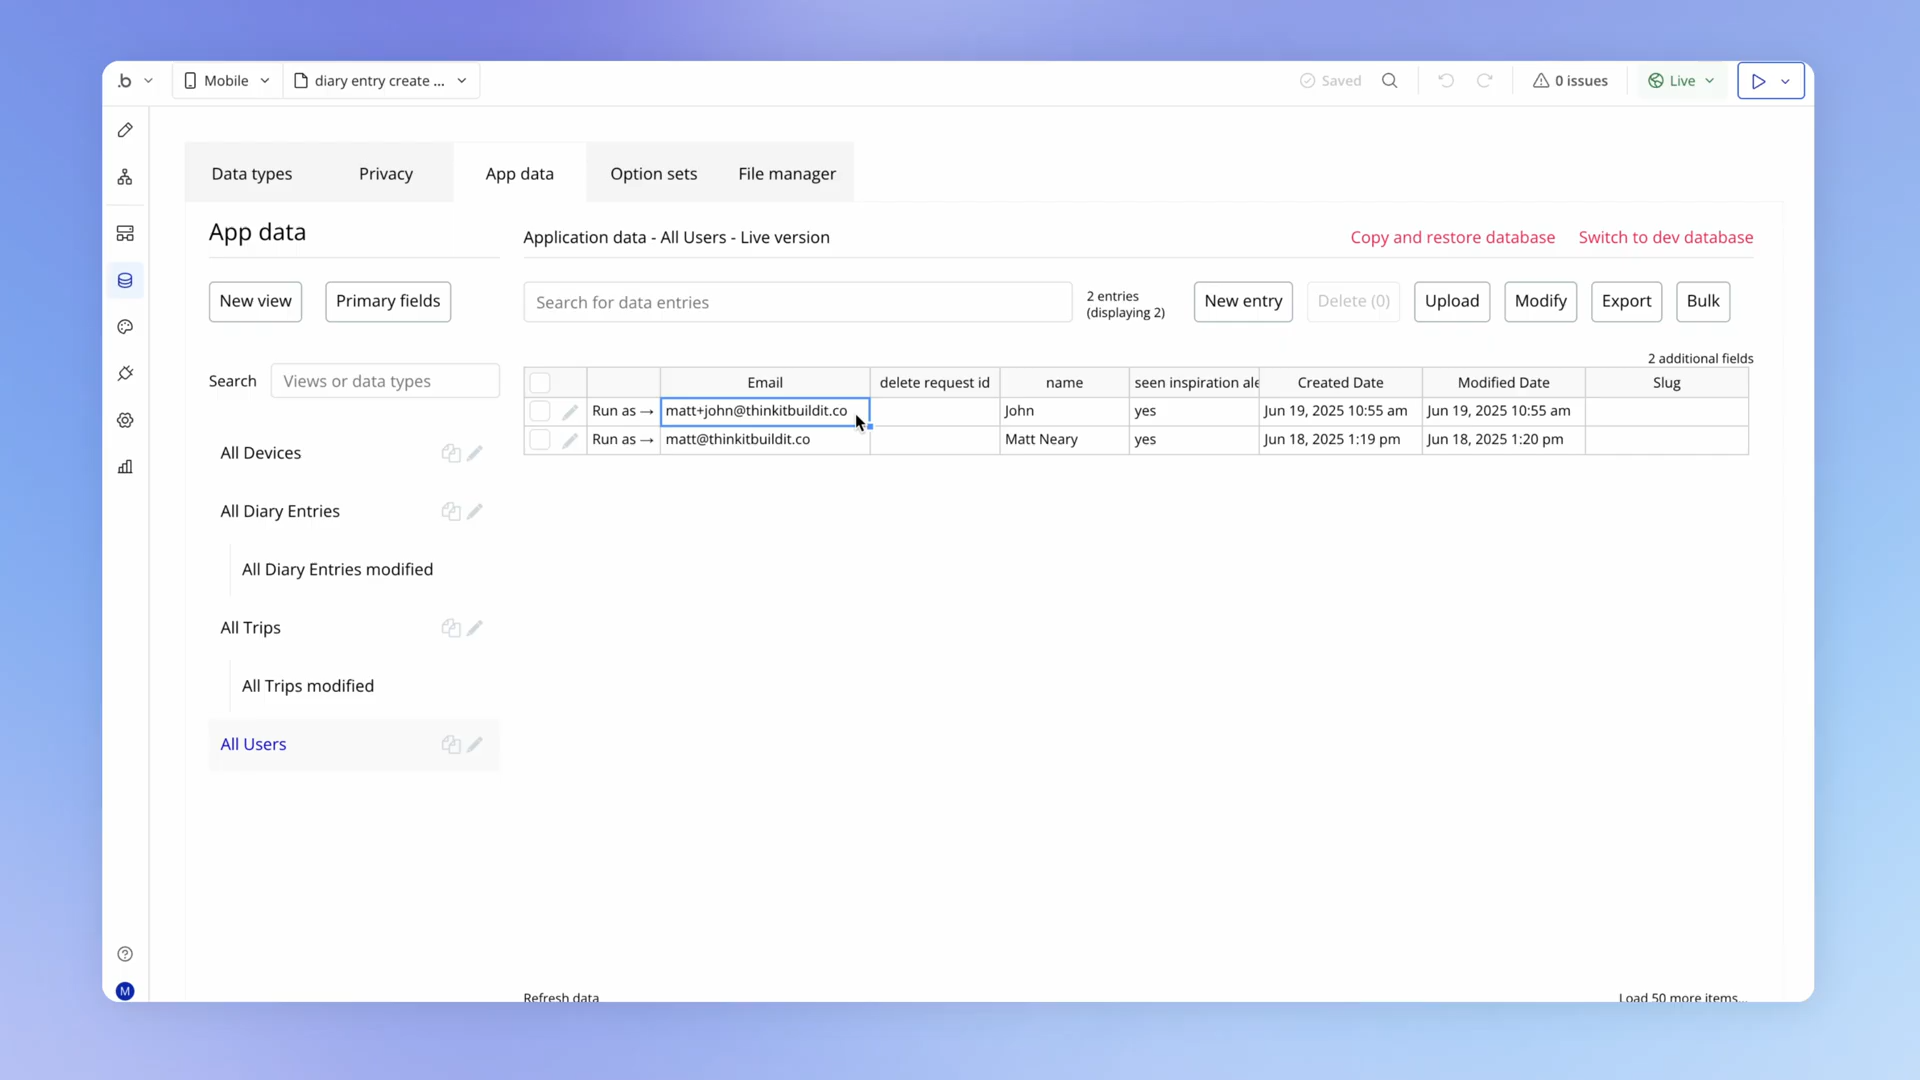 .b
Mobile
diary entry create ...
Saved
0 issues
Live
Data types
Privacy
App data
Option sets
File manager
App data
Application data - All Users - Live version
Copy and restore database
Switch to dev database
New view
Primary fields
Search for data entries
2 entries
(displaying 2)
New entry
Delete (0)
Upload
Modify
Export
Bulk
Search
Views or data types
2 additional fields
Email delete request id name seen inspiration ale Created Date Modified Date Slug
Run as → matt+john@thinkitbuildit.co John yes Jun 19, 2025 10:55 am Jun 19, 2025 10:55 am
Run as → matt@thinkitbuildit.co Matt Neary yes Jun 18, 2025 1:19 pm Jun 18, 2025 1:20 pm
All Devices
All Diary Entries
All Diary Entries modified
All Trips
All Trips modified
All Users
M
Refresh data
Load 50 more items...